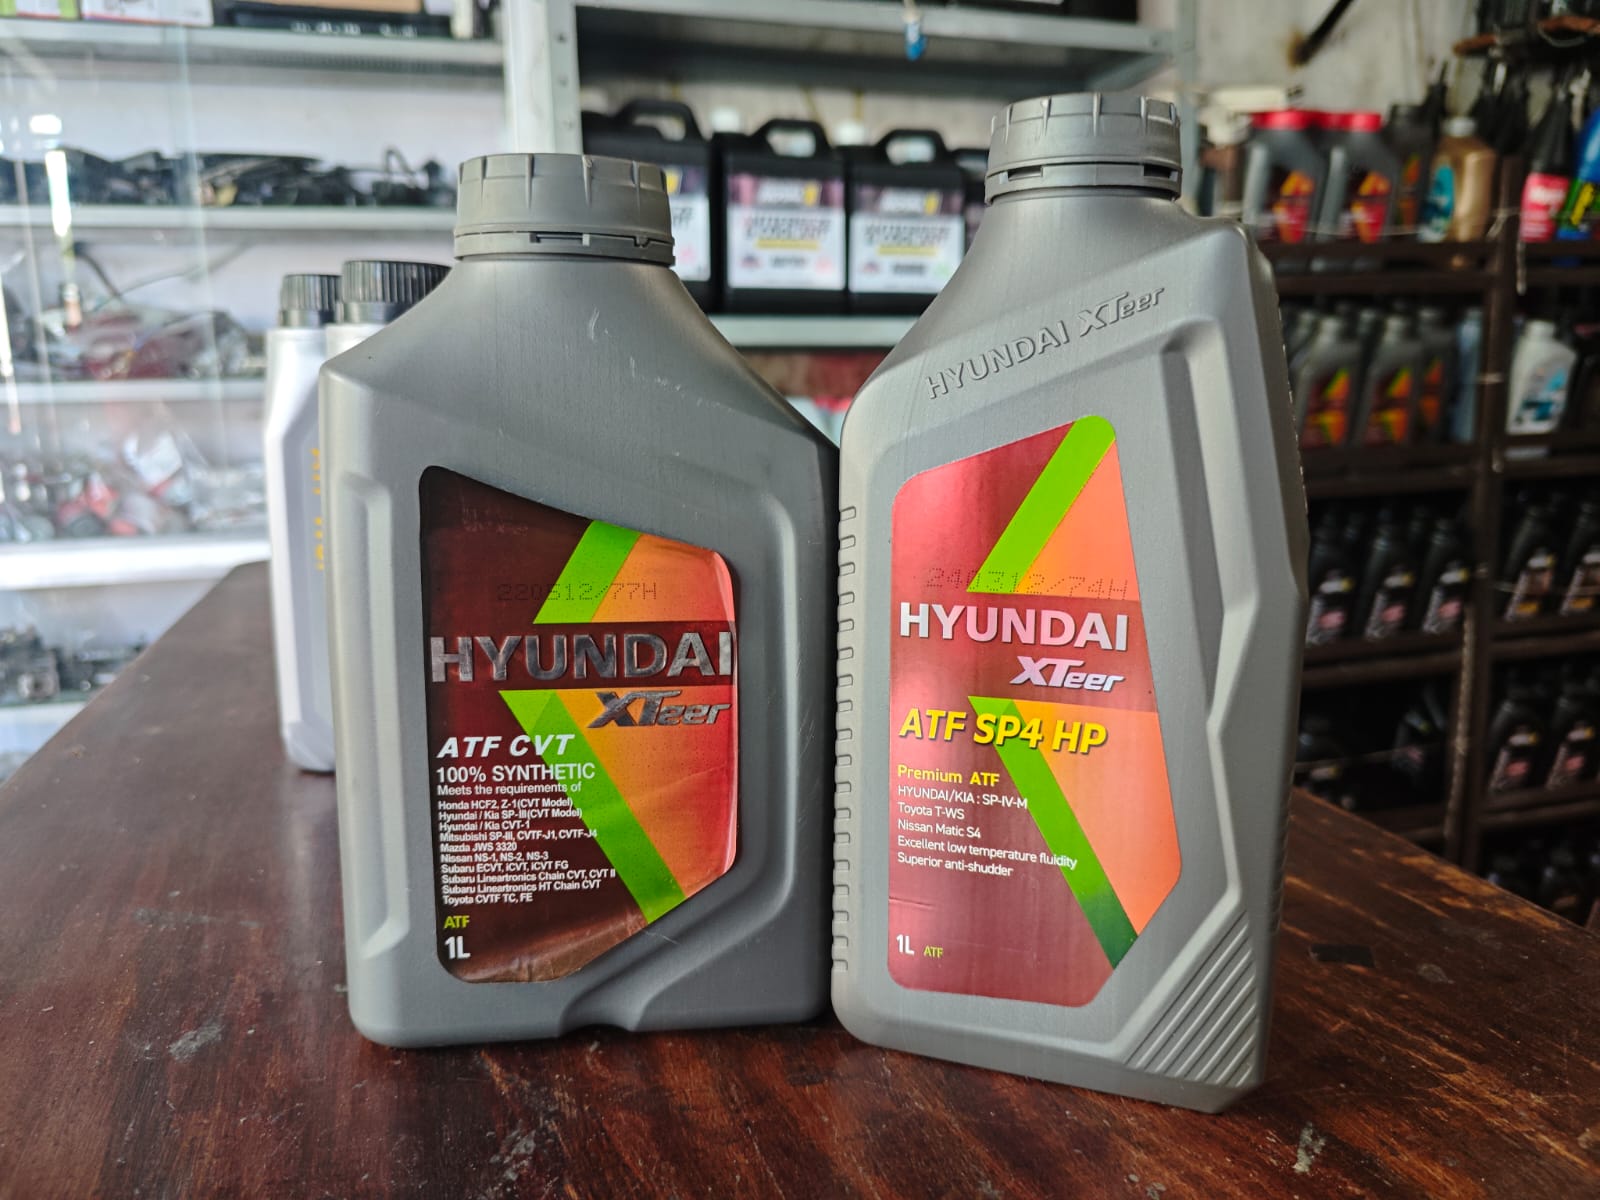 220512/77H
HYUNDAI
XTeer
ATF CVT
100% SYNTHETIC
Meets the requirements of
Honda HCF2, Z-1(CVT Model)
Hyundai / Kia SP-III(CVT Model)
Hyundai / Kia CVT-1
Mitsubishi SP-III, CVTF-J1, CVTF-J4
Mazda JWS 3320
Nissan NS-1, NS-2, NS-3
Subaru ECVT, iCVT, iCVT FG
Subaru Lineartronics Chain CVT, CVT II
Subaru Lineartronics HT Chain CVT
Toyota CVTF TC, FE
ATF
1L
HYUNDAI XTeer
240312/74H
HYUNDAI
XTeer
ATF SP4 HP
Premium ATF
HYUNDAI/KIA : SP-IV-M
Toyota T-WS
Nissan Matic S4
Excellent low temperature fluidity
Superior anti-shudder
1L ATF